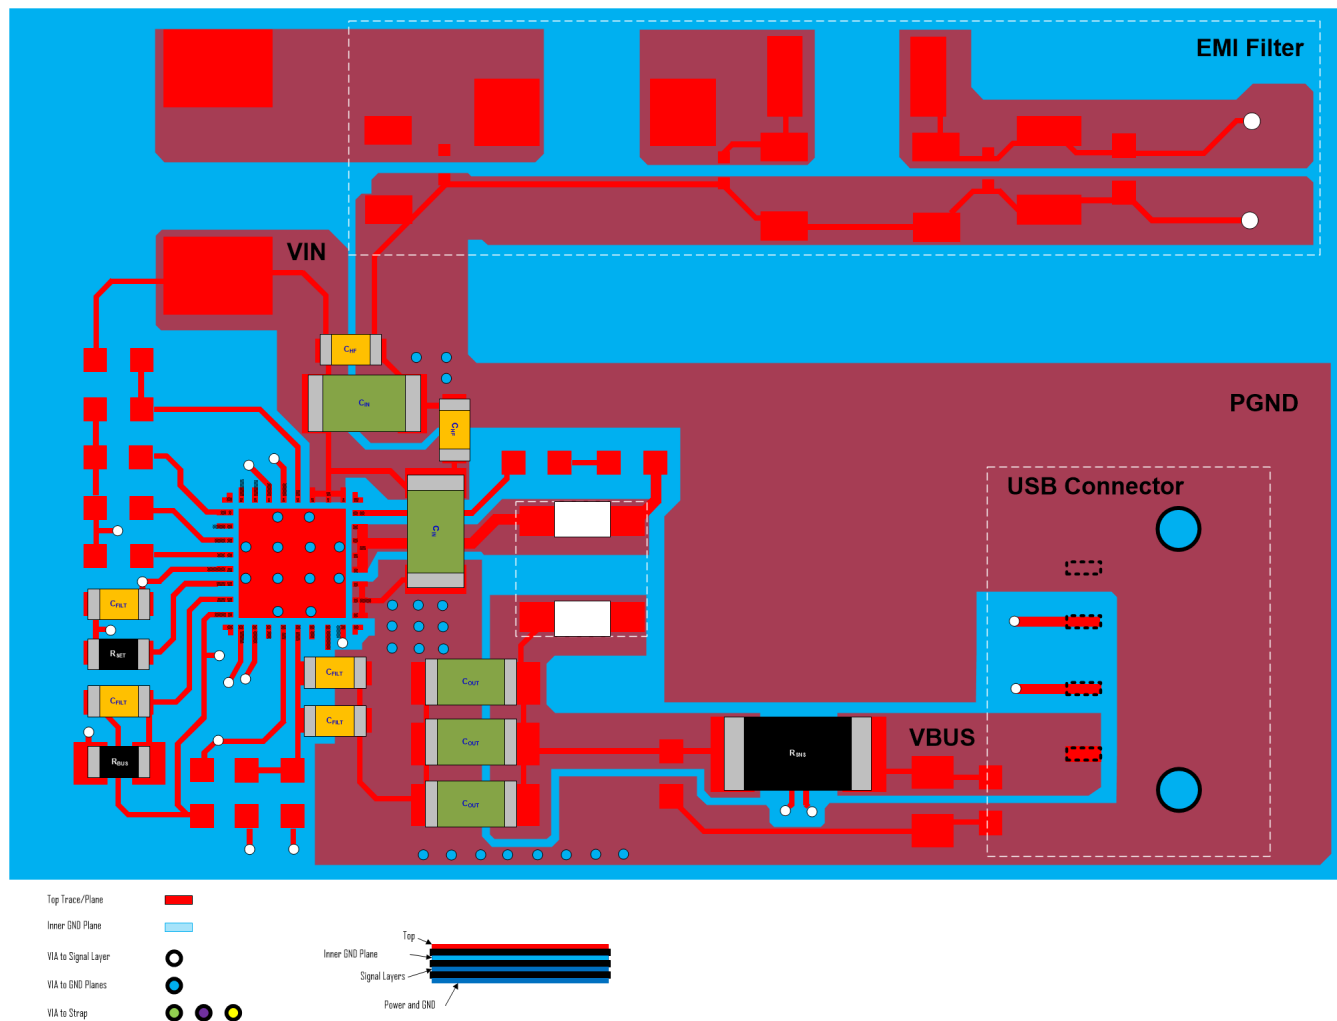 EMI Filter
VIN
CHF
CIN
CHF
PGND
USB Connector
CIN
CFILT
RSET
CFILT
CFILT
COUT
CFILT
COUT
RBUS
RSNS
VBUS
COUT
Top Trace/Plane
Inner GND Plane
VIA to Signal Layer
VIA to GND Planes
VIA to Strap
Top
Inner GND Plane
Signal Layers
Power and GND